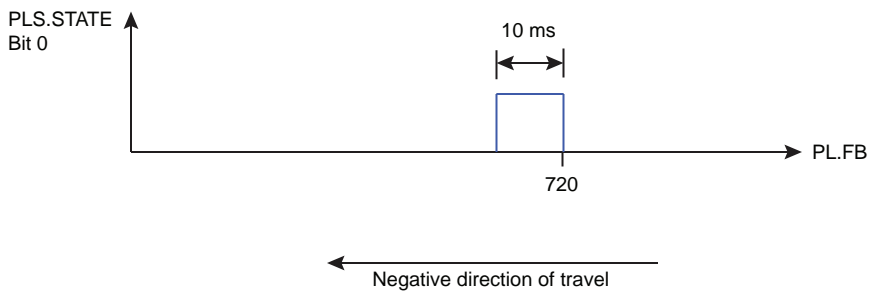 PLS.STATE
Bit 0
10 ms
PL.FB
720
Negative direction of travel